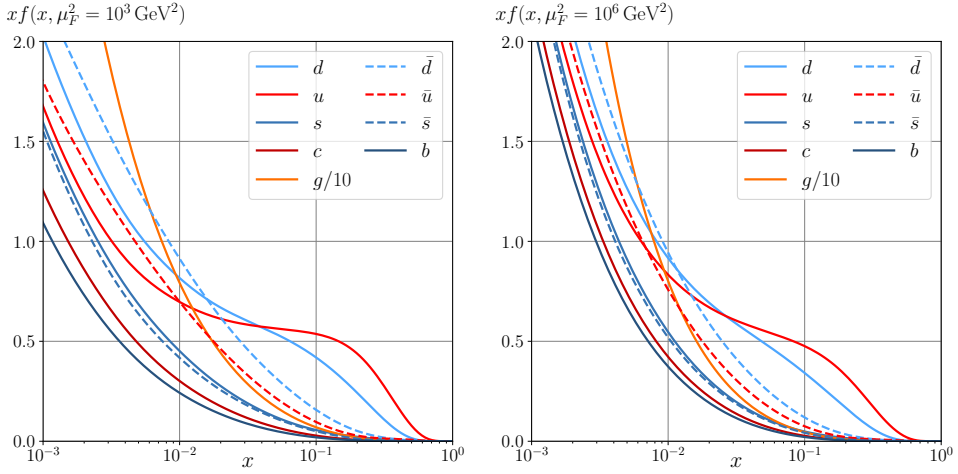 xf(x, μ_F^2 = 10^3 GeV^2)
2.0
1.5
1.0
0.5
0.0
10^−3
10^−2
10^−1
10^0
x
d
u
s
c
g/10
d̄
ū
s̄
b
xf(x, μ_F^2 = 10^6 GeV^2)
2.0
1.5
1.0
0.5
0.0
10^−3
10^−2
10^−1
10^0
x
d
u
s
c
g/10
d̄
ū
s̄
b